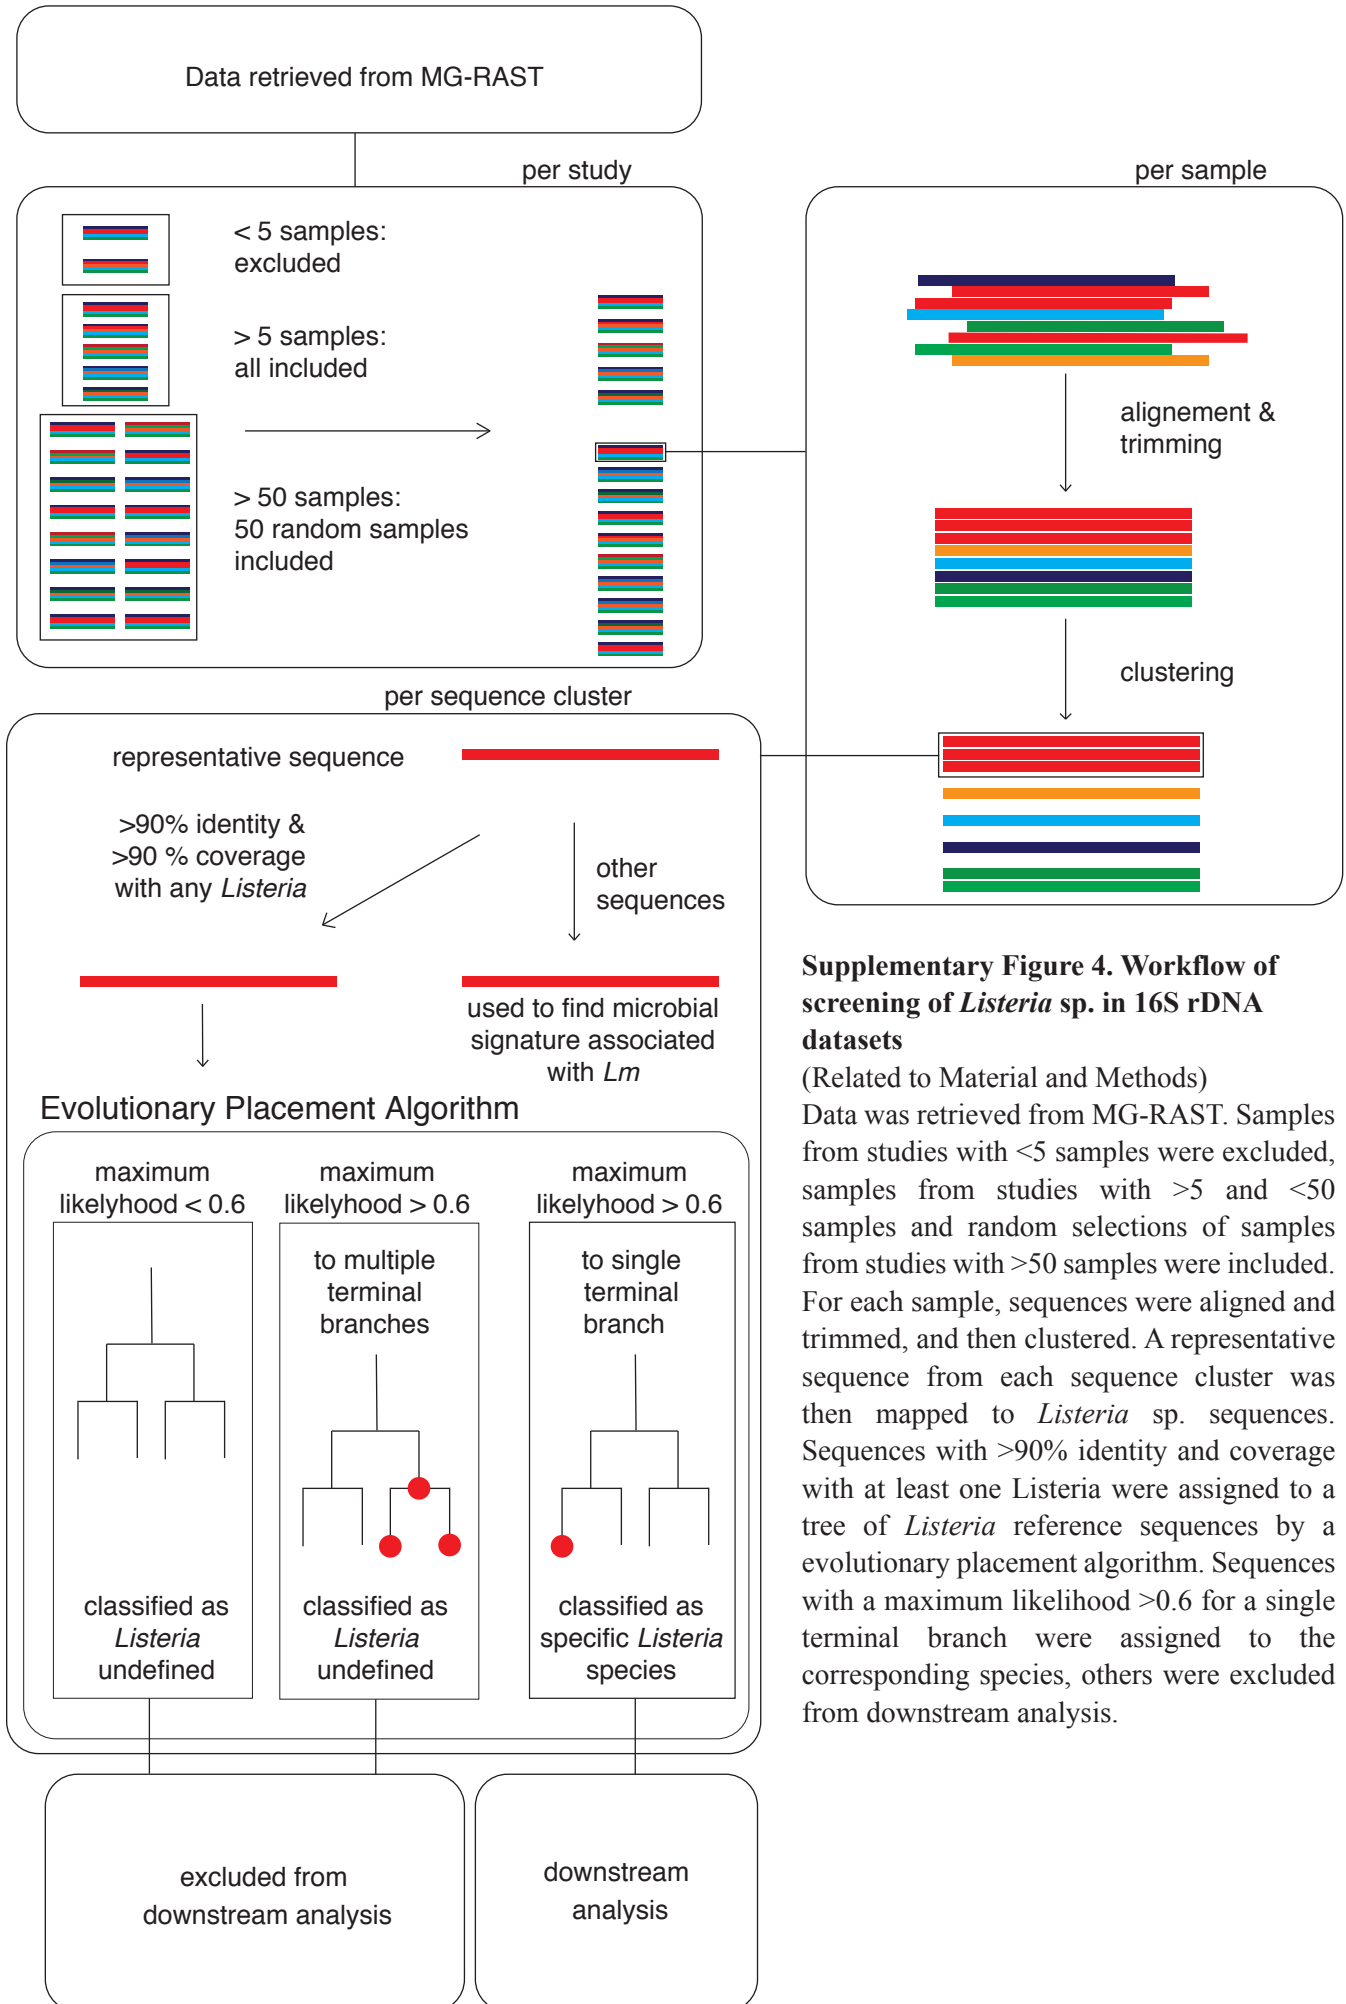 Data retrieved from MG-RAST
per study
< 5 samples:
excluded
> 5 samples:
all included
> 50 samples:
50 random samples
included
per sample
alignement &
trimming
clustering
per sequence cluster
representative sequence
>90% identity &
>90 % coverage
with any Listeria
other
sequences
used to find microbial
signature associated
with Lm
Evolutionary Placement Algorithm
maximum
likelyhood < 0.6
classified as
Listeria
undefined
maximum
likelyhood > 0.6
to multiple
terminal
branches
classified as
Listeria
undefined
maximum
likelyhood > 0.6
to single
terminal
branch
classified as
specific Listeria
species
excluded from
downstream analysis
downstream
analysis
Supplementary Figure 4. Workflow of
screening of Listeria sp. in 16S rDNA
datasets
(Related to Material and Methods)
Data was retrieved from MG-RAST. Samples
from studies with <5 samples were excluded,
samples from studies with >5 and <50
samples and random selections of samples
from studies with >50 samples were included.
For each sample, sequences were aligned and
trimmed, and then clustered. A representative
sequence from each sequence cluster was
then mapped to Listeria sp. sequences.
Sequences with >90% identity and coverage
with at least one Listeria were assigned to a
tree of Listeria reference sequences by a
evolutionary placement algorithm. Sequences
with a maximum likelihood >0.6 for a single
terminal branch were assigned to the
corresponding species, others were excluded
from downstream analysis.